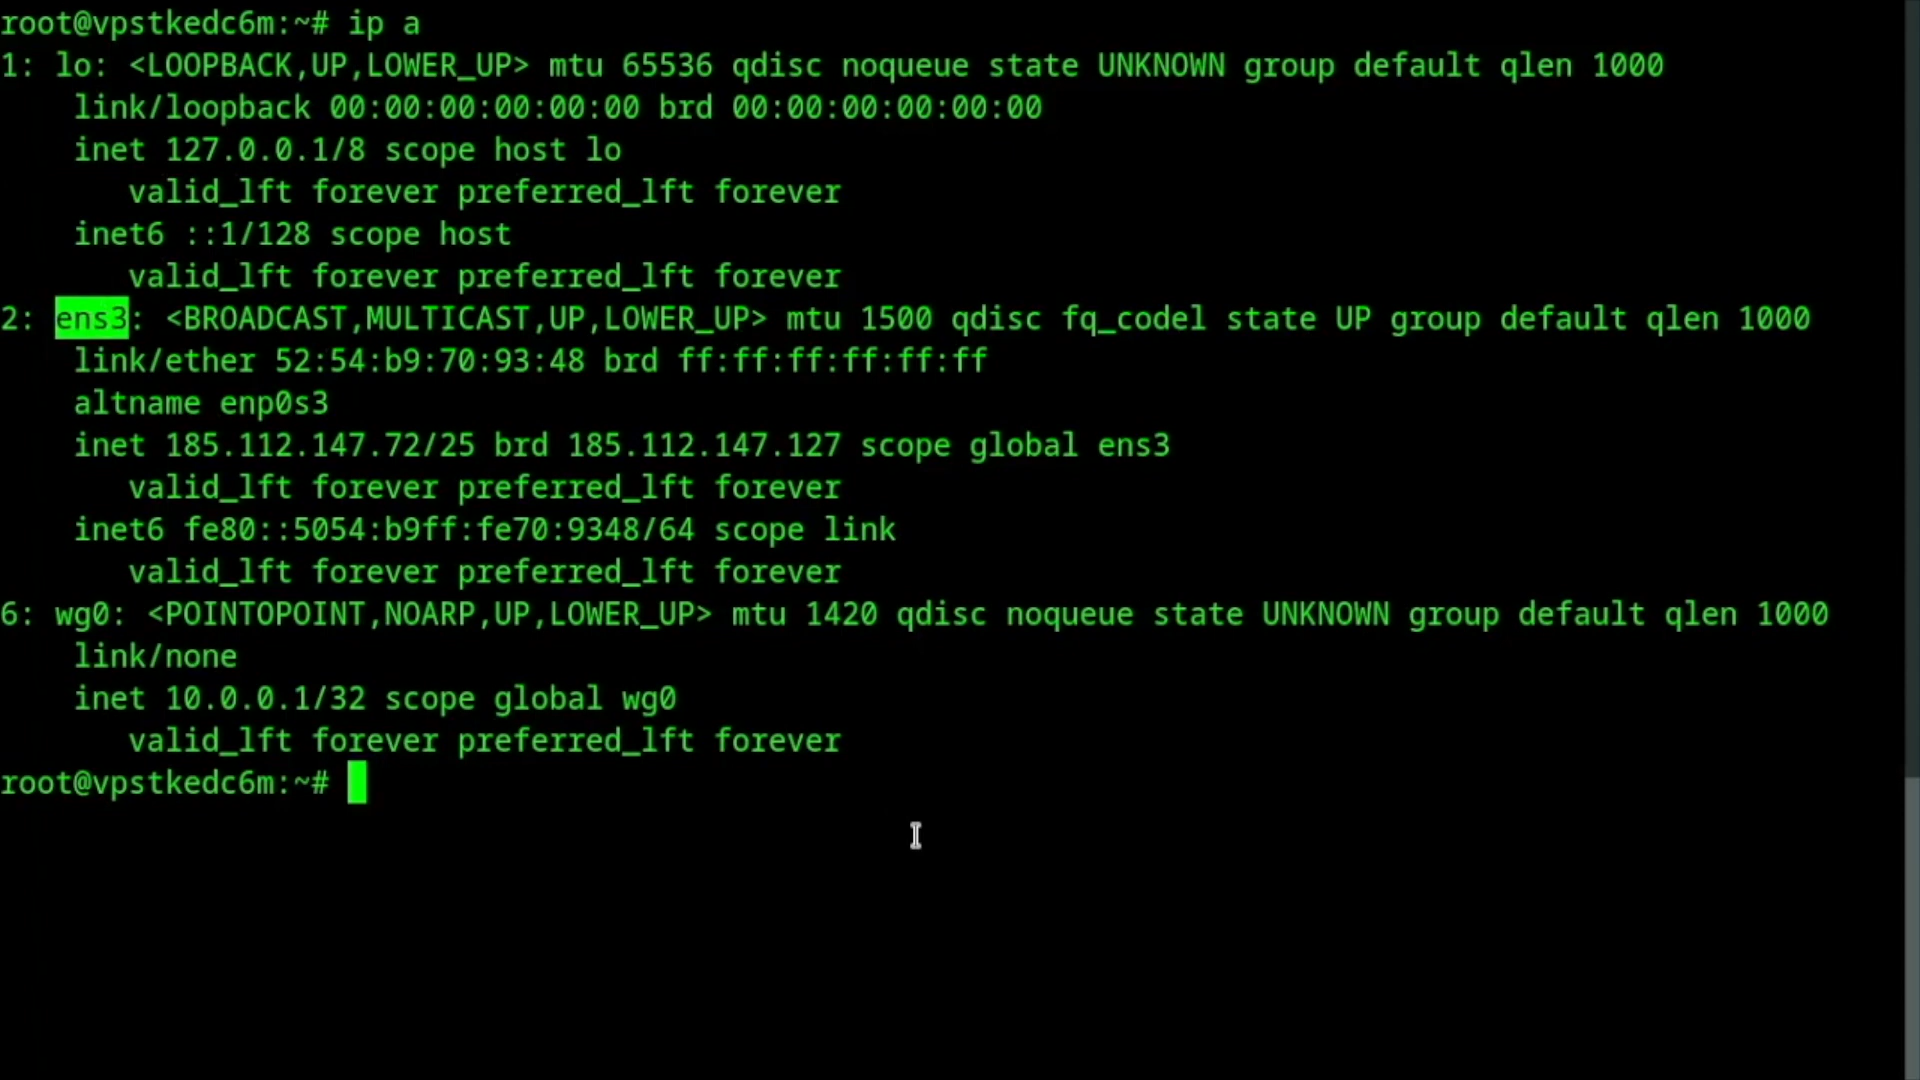 root@vpstkedc6m:~# ip a
1: lo: <LOOPBACK,UP,LOWER_UP> mtu 65536 qdisc noqueue state UNKNOWN group default qlen 1000
    link/loopback 00:00:00:00:00:00 brd 00:00:00:00:00:00
    inet 127.0.0.1/8 scope host lo
       valid_lft forever preferred_lft forever
    inet6 ::1/128 scope host
       valid_lft forever preferred_lft forever
2: ens3: <BROADCAST,MULTICAST,UP,LOWER_UP> mtu 1500 qdisc fq_codel state UP group default qlen 1000
    link/ether 52:54:b9:70:93:48 brd ff:ff:ff:ff:ff:ff
    altname enp0s3
    inet 185.112.147.72/25 brd 185.112.147.127 scope global ens3
       valid_lft forever preferred_lft forever
    inet6 fe80::5054:b9ff:fe70:9348/64 scope link
       valid_lft forever preferred_lft forever
6: wg0: <POINTOPOINT,NOARP,UP,LOWER_UP> mtu 1420 qdisc noqueue state UNKNOWN group default qlen 1000
    link/none
    inet 10.0.0.1/32 scope global wg0
       valid_lft forever preferred_lft forever
root@vpstkedc6m:~#